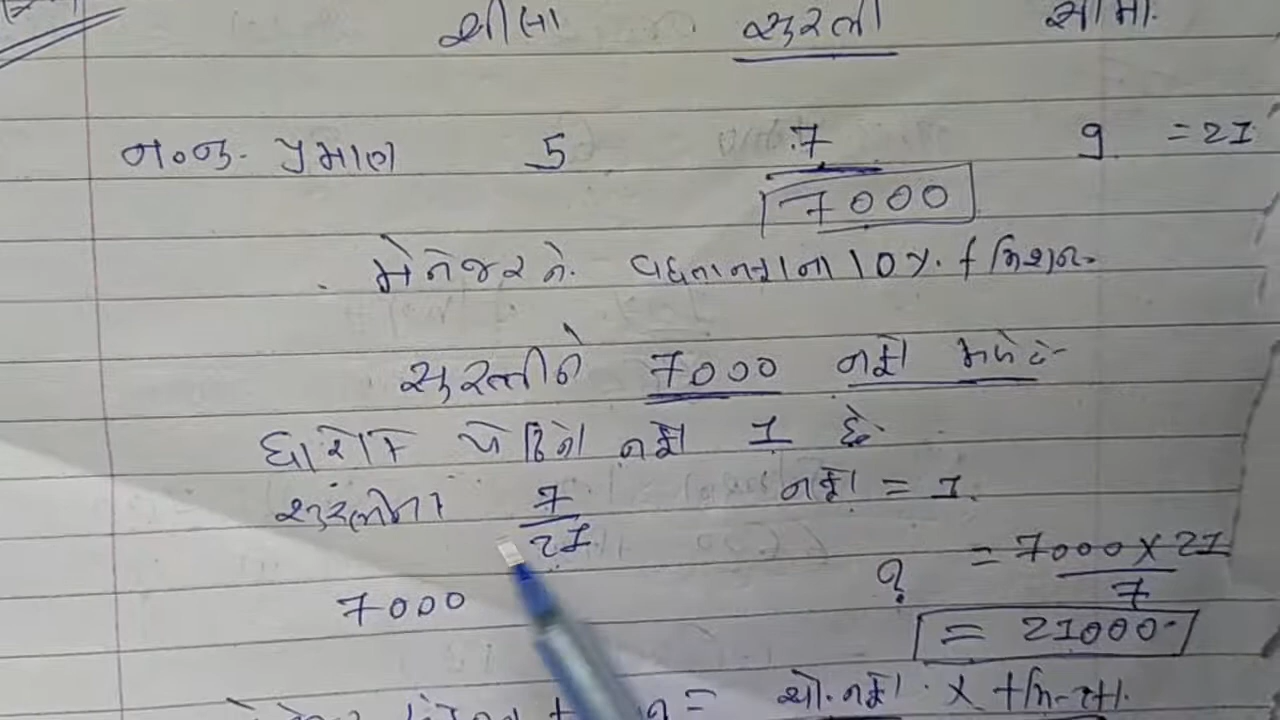 શીલા સુરતી સીમા.
ન.નુ. પ્રમાણ 5 7 9 = 21
7000
મેનેજરને. વધતા નફાના 10%. કમિશન.
સુરતીને 7000 નફો મળે છે
ધારો કે પેઢીનો નફો 1 છે.
સુરતીના 7/21 નફો = 1.
7000 ? = 7000 × 21 / 7
= 21000